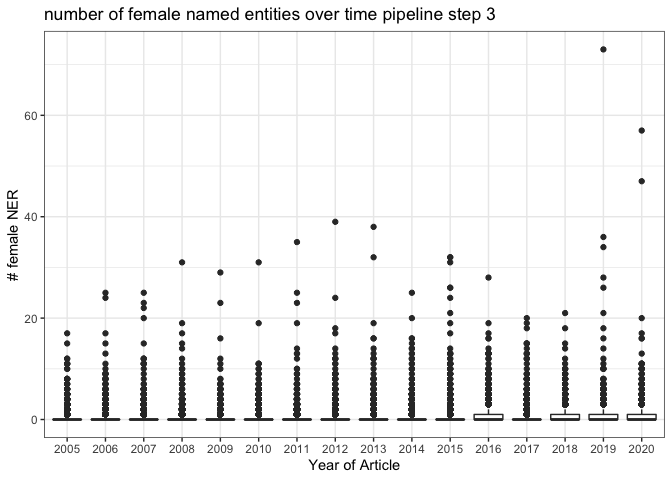 number of female named entities over time pipeline step 3
# female NER
60
40
20
0
2005 2006 2007 2008 2009 2010 2011 2012 2013 2014 2015 2016 2017 2018 2019 2020
Year of Article